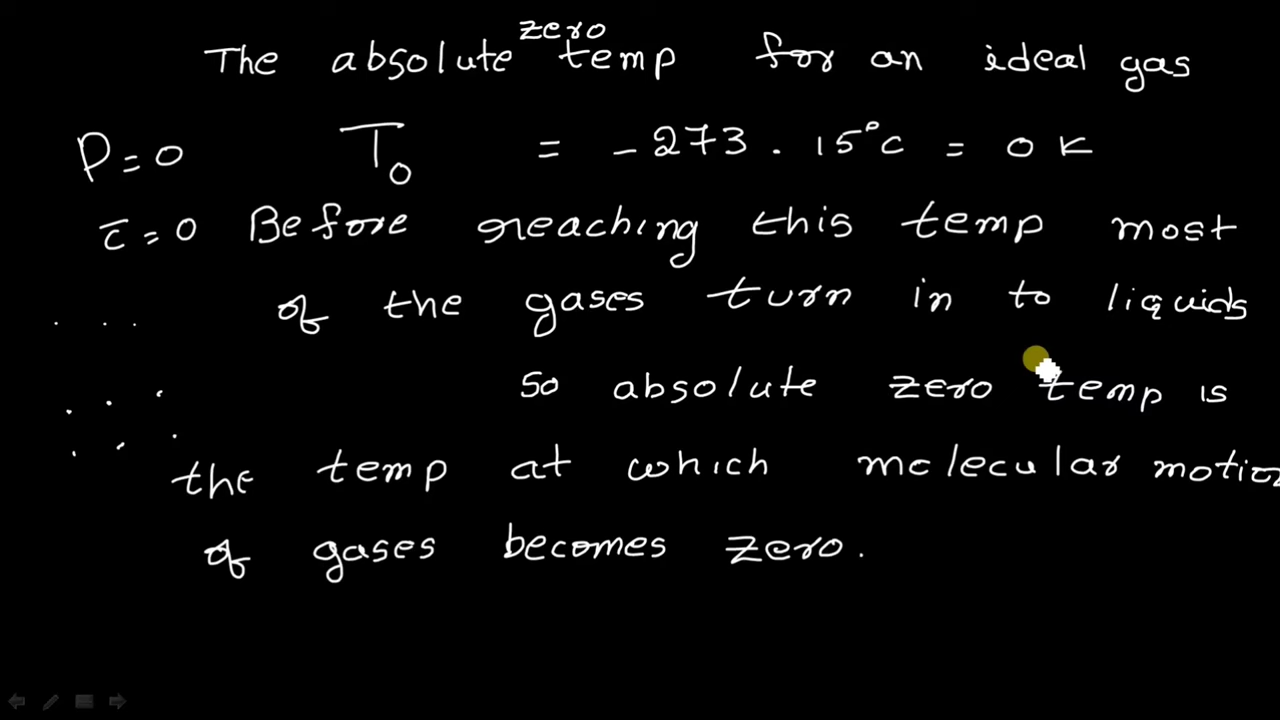 zero
The absolute temp for an ideal gas
P = 0 T₀ = - 273 . 15°C = 0 K
τ = 0 Before reaching this temp most
of the gases turn in to liquids
so absolute zero temp is
the temp at which molecular motion
of gases becomes zero.